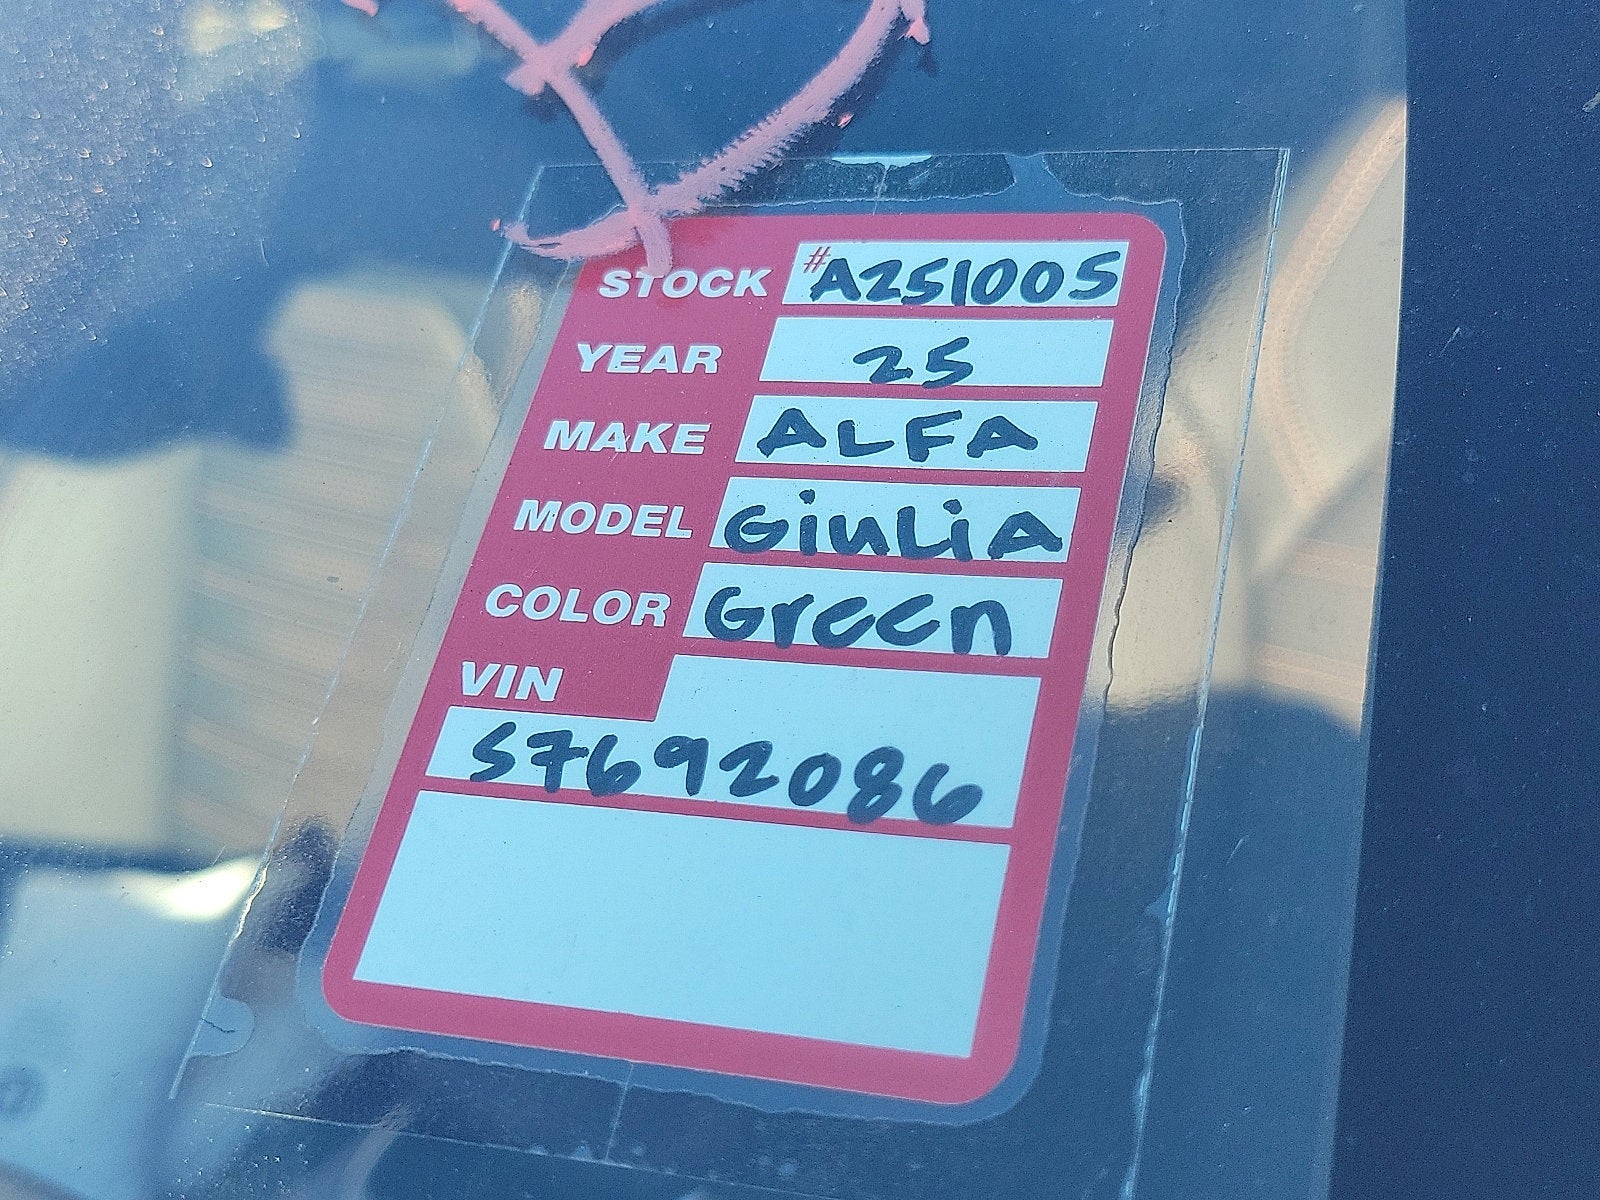 STOCK #A251005
YEAR 25
MAKE ALFA
MODEL GiuLiA
COLOR Green
VIN
S7692086